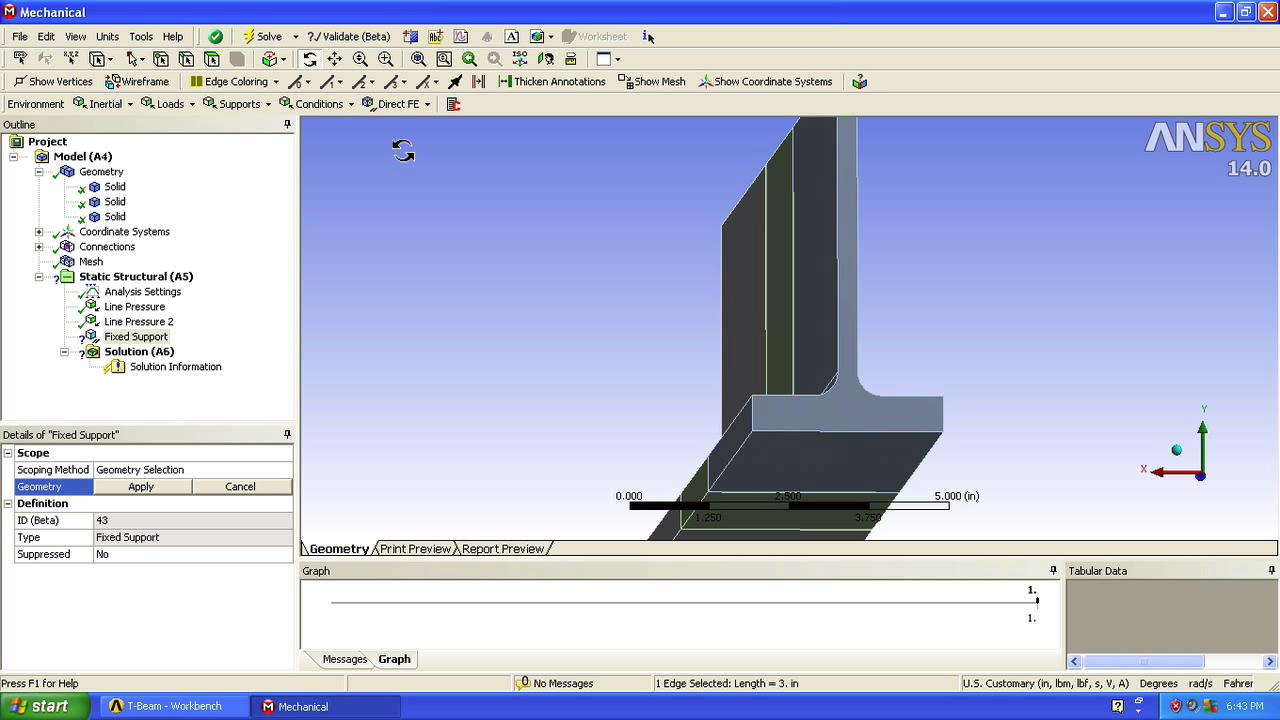 Mechanical
File Edit View Units Tools Help Solve ?/Validate (Beta) A Worksheet i
Show Vertices Wireframe Edge Coloring Thicken Annotations Show Mesh Show Coordinate Systems
Environment Inertial Loads Supports Conditions Direct FE
Outline
Project
Model (A4)
Geometry
Solid
Solid
Solid
Coordinate Systems
Connections
Mesh
Static Structural (A5)
Analysis Settings
Line Pressure
Line Pressure 2
Fixed Support
Solution (A6)
Solution Information
Details of "Fixed Support"
Scope
Scoping Method Geometry Selection
Geometry Apply Cancel
Definition
ID (Beta) 43
Type Fixed Support
Suppressed No
ANSYS
14.0
Y
X
0.000 2.500 5.000 (in)
1.250 3.750
Geometry Print Preview Report Preview
Graph
1.
1.
Messages Graph
Tabular Data
Press F1 for Help 0 No Messages 1 Edge Selected: Length = 3. in U.S. Customary (in, lbm, lbf, s, V, A) Degrees rad/s Fahrer
start T-Beam - Workbench Mechanical 6:43 PM